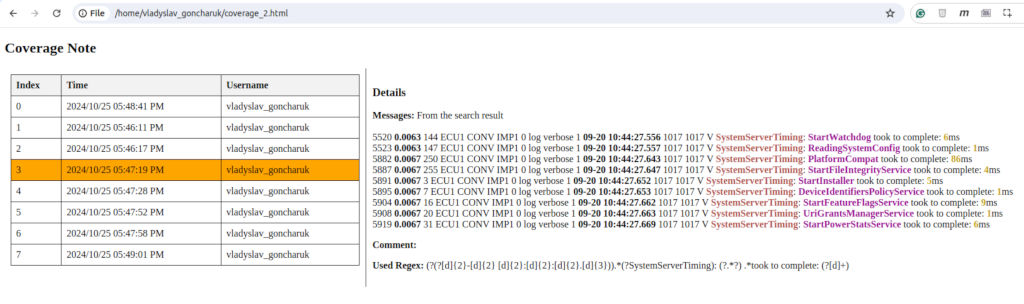 File /home/vladyslav_goncharuk/coverage_2.html
Coverage Note
Index Time Username
0 2024/10/25 05:48:41 PM vladyslav_goncharuk
1 2024/10/25 05:46:11 PM vladyslav_goncharuk
2 2024/10/25 05:46:17 PM vladyslav_goncharuk
3 2024/10/25 05:47:19 PM vladyslav_goncharuk
4 2024/10/25 05:47:28 PM vladyslav_goncharuk
5 2024/10/25 05:47:52 PM vladyslav_goncharuk
6 2024/10/25 05:47:58 PM vladyslav_goncharuk
7 2024/10/25 05:49:01 PM vladyslav_goncharuk
Details
Messages: From the search result
5520 0.0063 144 ECU1 CONV IMP1 0 log verbose 1 09-20 10:44:27.556 1017 1017 V SystemServerTiming: StartWatchdog took to complete: 6ms
5523 0.0063 147 ECU1 CONV IMP1 0 log verbose 1 09-20 10:44:27.557 1017 1017 V SystemServerTiming: ReadingSystemConfig took to complete: 1ms
5882 0.0067 250 ECU1 CONV IMP1 0 log verbose 1 09-20 10:44:27.643 1017 1017 V SystemServerTiming: PlatformCompat took to complete: 86ms
5887 0.0067 255 ECU1 CONV IMP1 0 log verbose 1 09-20 10:44:27.647 1017 1017 V SystemServerTiming: StartFileIntegrityService took to complete: 4ms
5891 0.0067 3 ECU1 CONV IMP1 0 log verbose 1 09-20 10:44:27.652 1017 1017 V SystemServerTiming: StartInstaller took to complete: 5ms
5895 0.0067 7 ECU1 CONV IMP1 0 log verbose 1 09-20 10:44:27.653 1017 1017 V SystemServerTiming: DeviceIdentifiersPolicyService took to complete: 1ms
5904 0.0067 16 ECU1 CONV IMP1 0 log verbose 1 09-20 10:44:27.662 1017 1017 V SystemServerTiming: StartFeatureFlagsService took to complete: 9ms
5908 0.0067 20 ECU1 CONV IMP1 0 log verbose 1 09-20 10:44:27.663 1017 1017 V SystemServerTiming: UriGrantsManagerService took to complete: 1ms
5919 0.0067 31 ECU1 CONV IMP1 0 log verbose 1 09-20 10:44:27.669 1017 1017 V SystemServerTiming: StartPowerStatsService took to complete: 6ms
Comment:
Used Regex: (?(?[d]{2}-[d]{2} [d]{2}:[d]{2}:[d]{2}.[d]{3})).*(?SystemServerTiming): (?.*?) .*took to complete: (?[d]+)